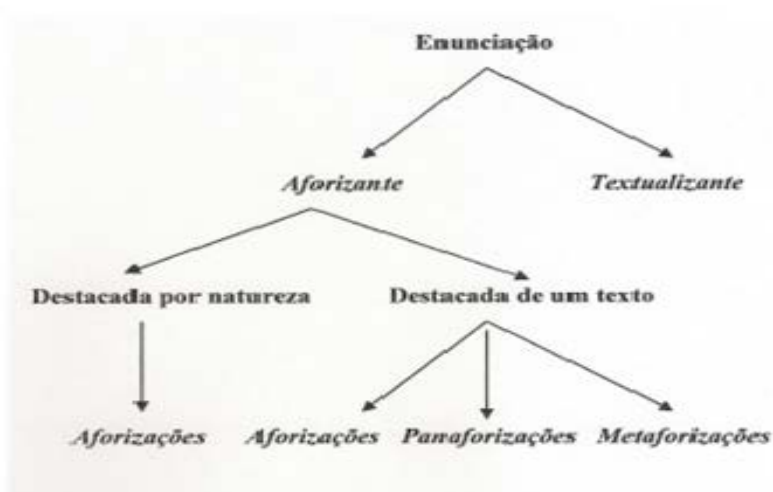 Enunciação
Aforizante Textualizante
Destacada por natureza Destacada de um texto
Aforizações Aforizações Panaforizações Metaforizações